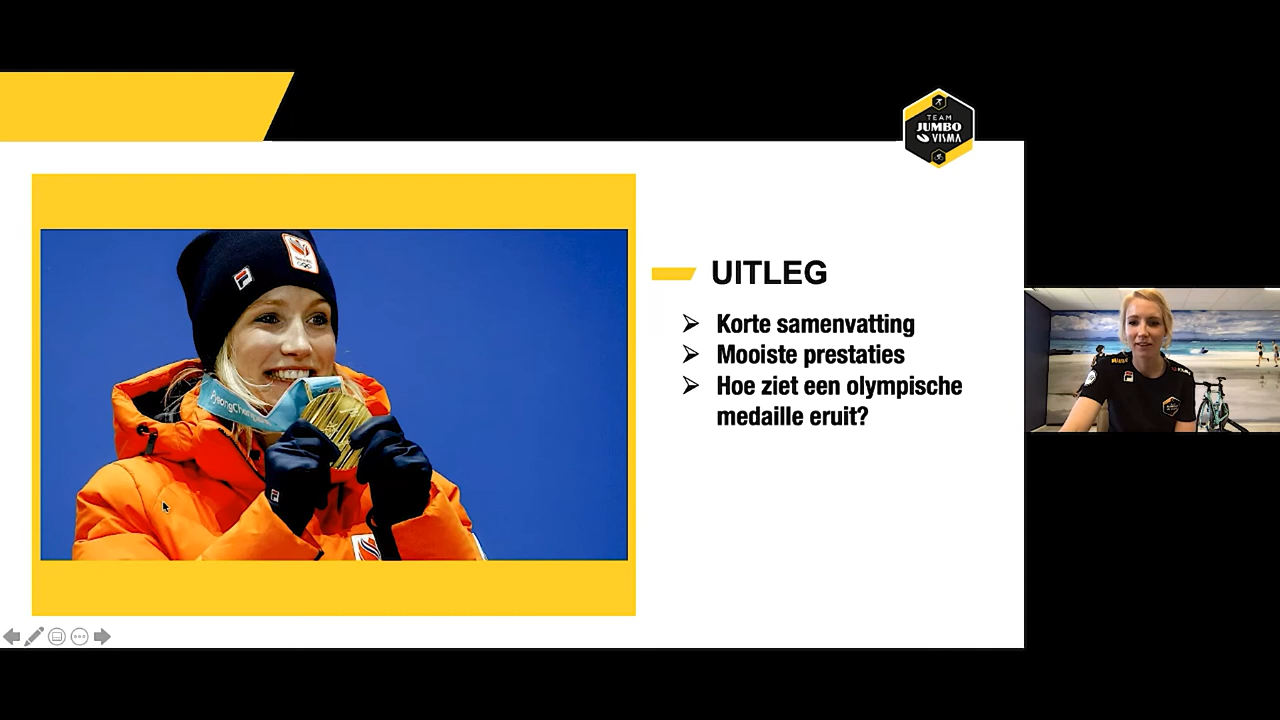 TEAM
JUMBO
VISMA
UITLEG
Korte samenvatting
Mooiste prestaties
Hoe ziet een olympische
medaille eruit?